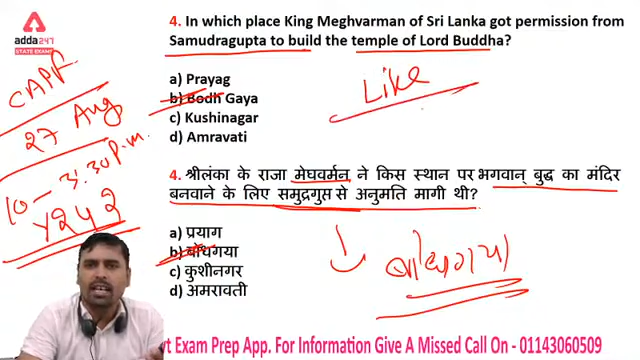 adda247
STATE EXAMS
4. In which place King Meghvarman of Sri Lanka got permission from
Samudragupta to build the temple of Lord Buddha?
a) Prayag
b) Bodh Gaya
c) Kushinagar
d) Amravati
Like
CAPF
27 Aug
10 - 3:30 p.m.
Y242
4. श्रीलंका के राजा मेघवर्मन् ने किस स्थान पर भगवान् बुद्ध का मंदिर
बनवाने के लिए समुद्रगुप्त से अनुमति मागी थी?
a) प्रयाग
b) बोधगया
c) कुशीनगर
d) अमरावती
बोधगया
vt Exam Prep App. For Information Give A Missed Call On - 01143060509